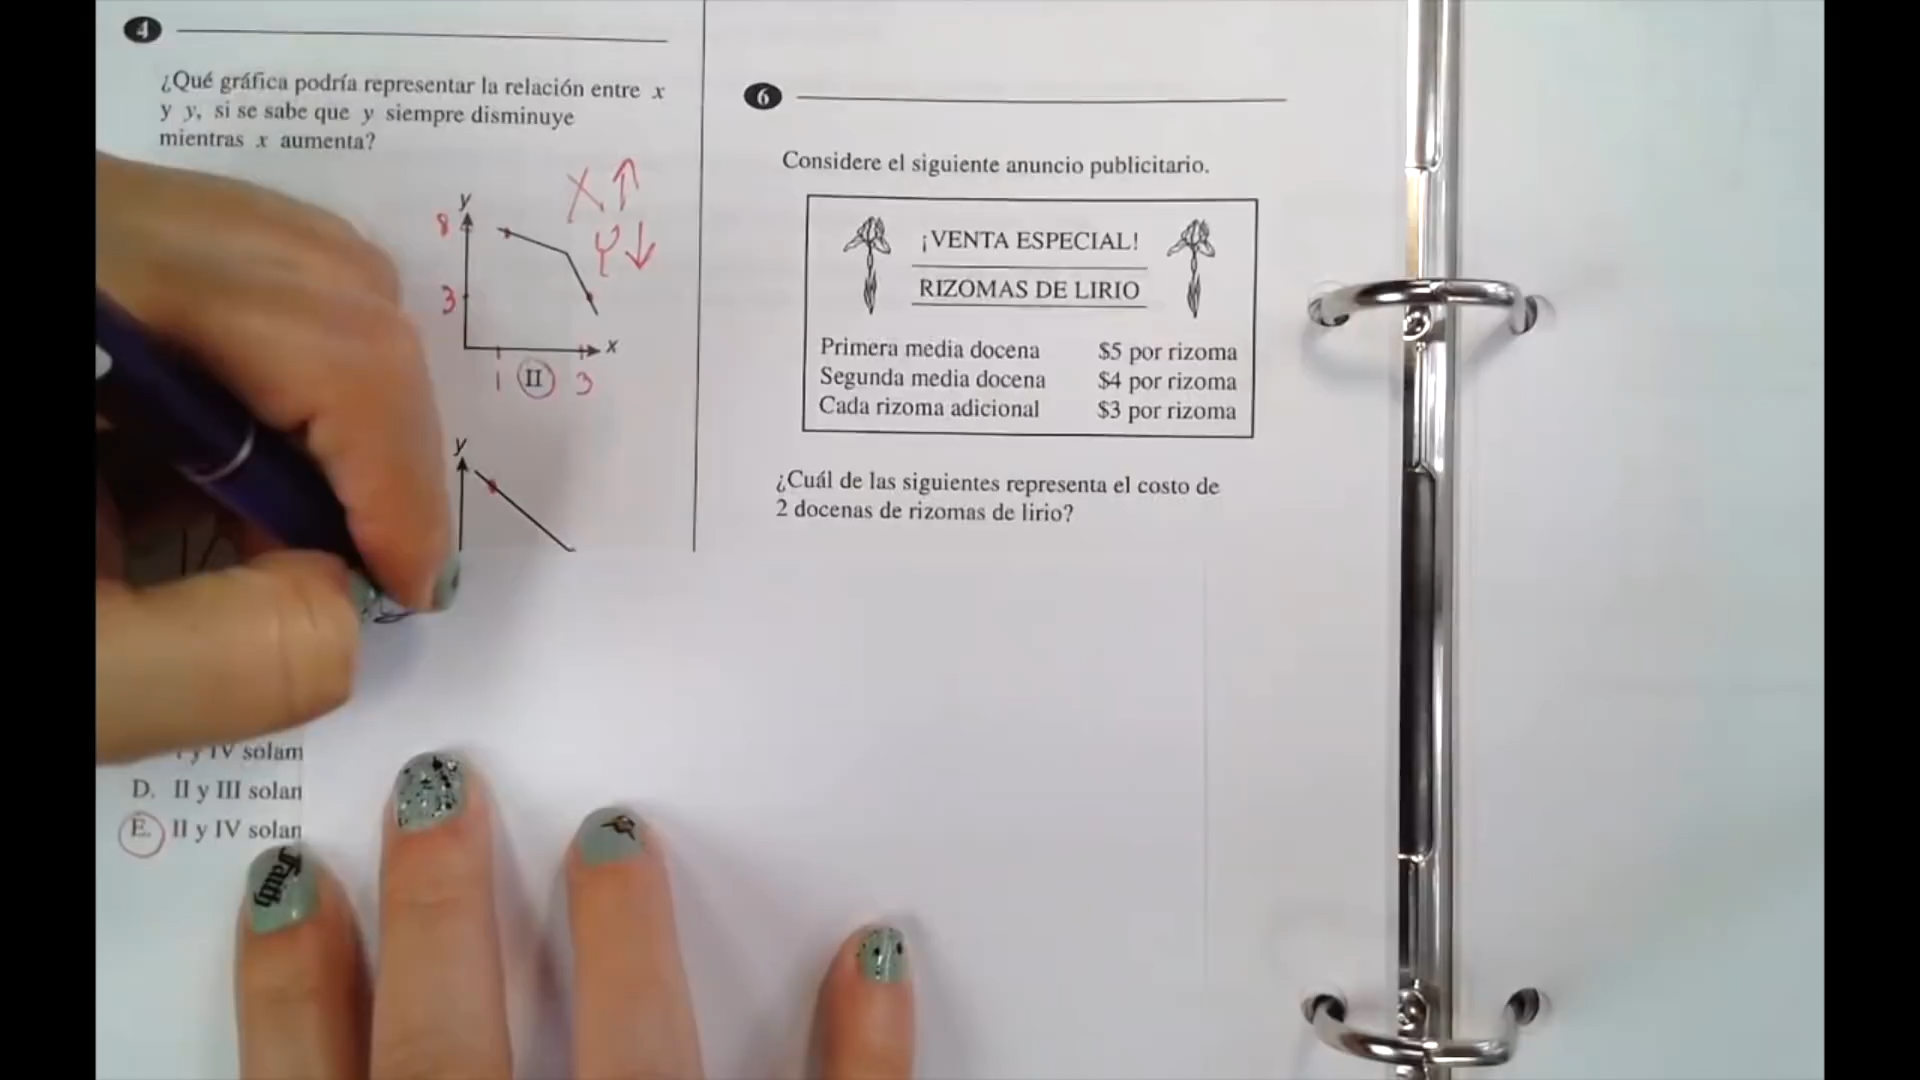 4
¿Qué gráfica podría representar la relación entre x
y y, si se sabe que y siempre disminuye
mientras x aumenta?
X ↑
Y ↓
y
8
3
x
1 II 3
y
y IV solam
D. II y III solan
E. II y IV solan
Faith
6
Considere el siguiente anuncio publicitario.
¡VENTA ESPECIAL!
RIZOMAS DE LIRIO
Primera media docena $5 por rizoma
Segunda media docena $4 por rizoma
Cada rizoma adicional $3 por rizoma
¿Cuál de las siguientes representa el costo de
2 docenas de rizomas de lirio?